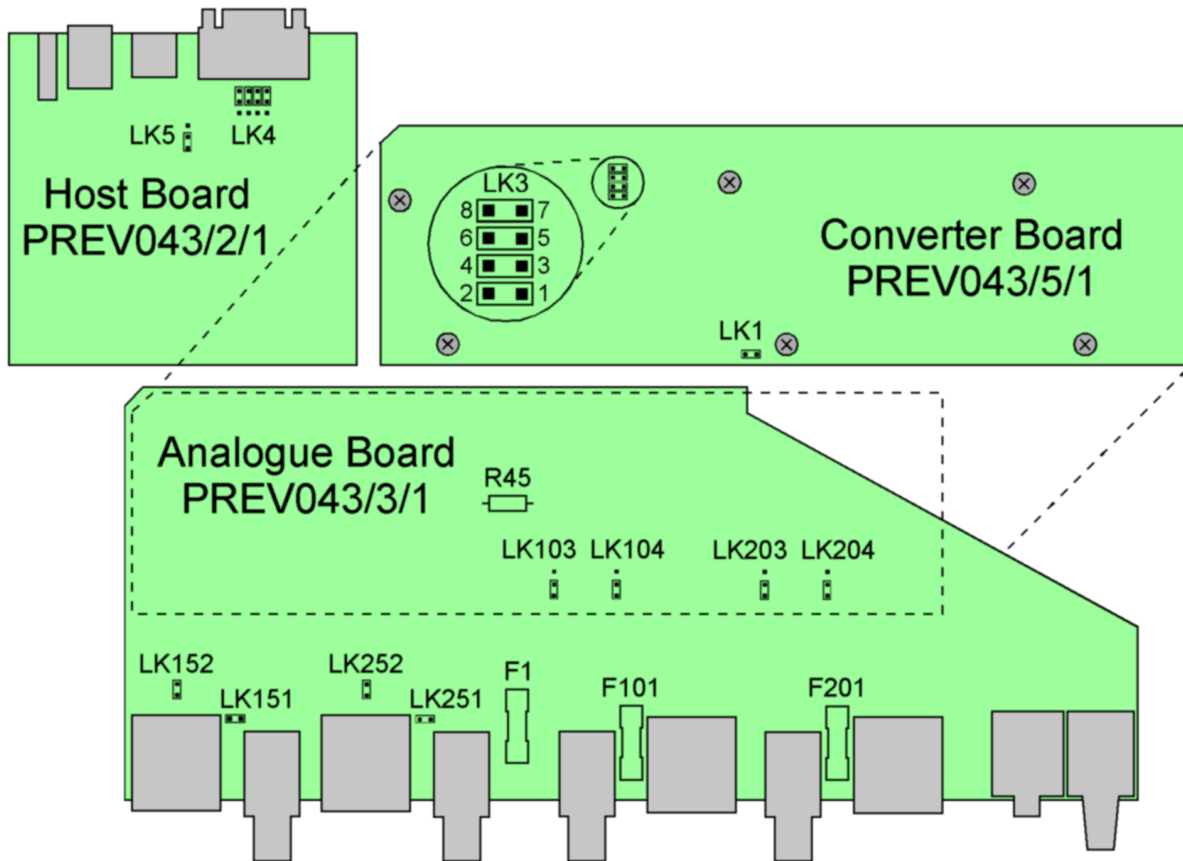 LK5
LK4
Host Board
PREV043/2/1
LK3
8 7
6 5
4 3
2 1
Converter Board
PREV043/5/1
LK1
Analogue Board
PREV043/3/1
R45
LK103
LK104
LK203
LK204
LK152
LK151
LK252
LK251
F1
F101
F201